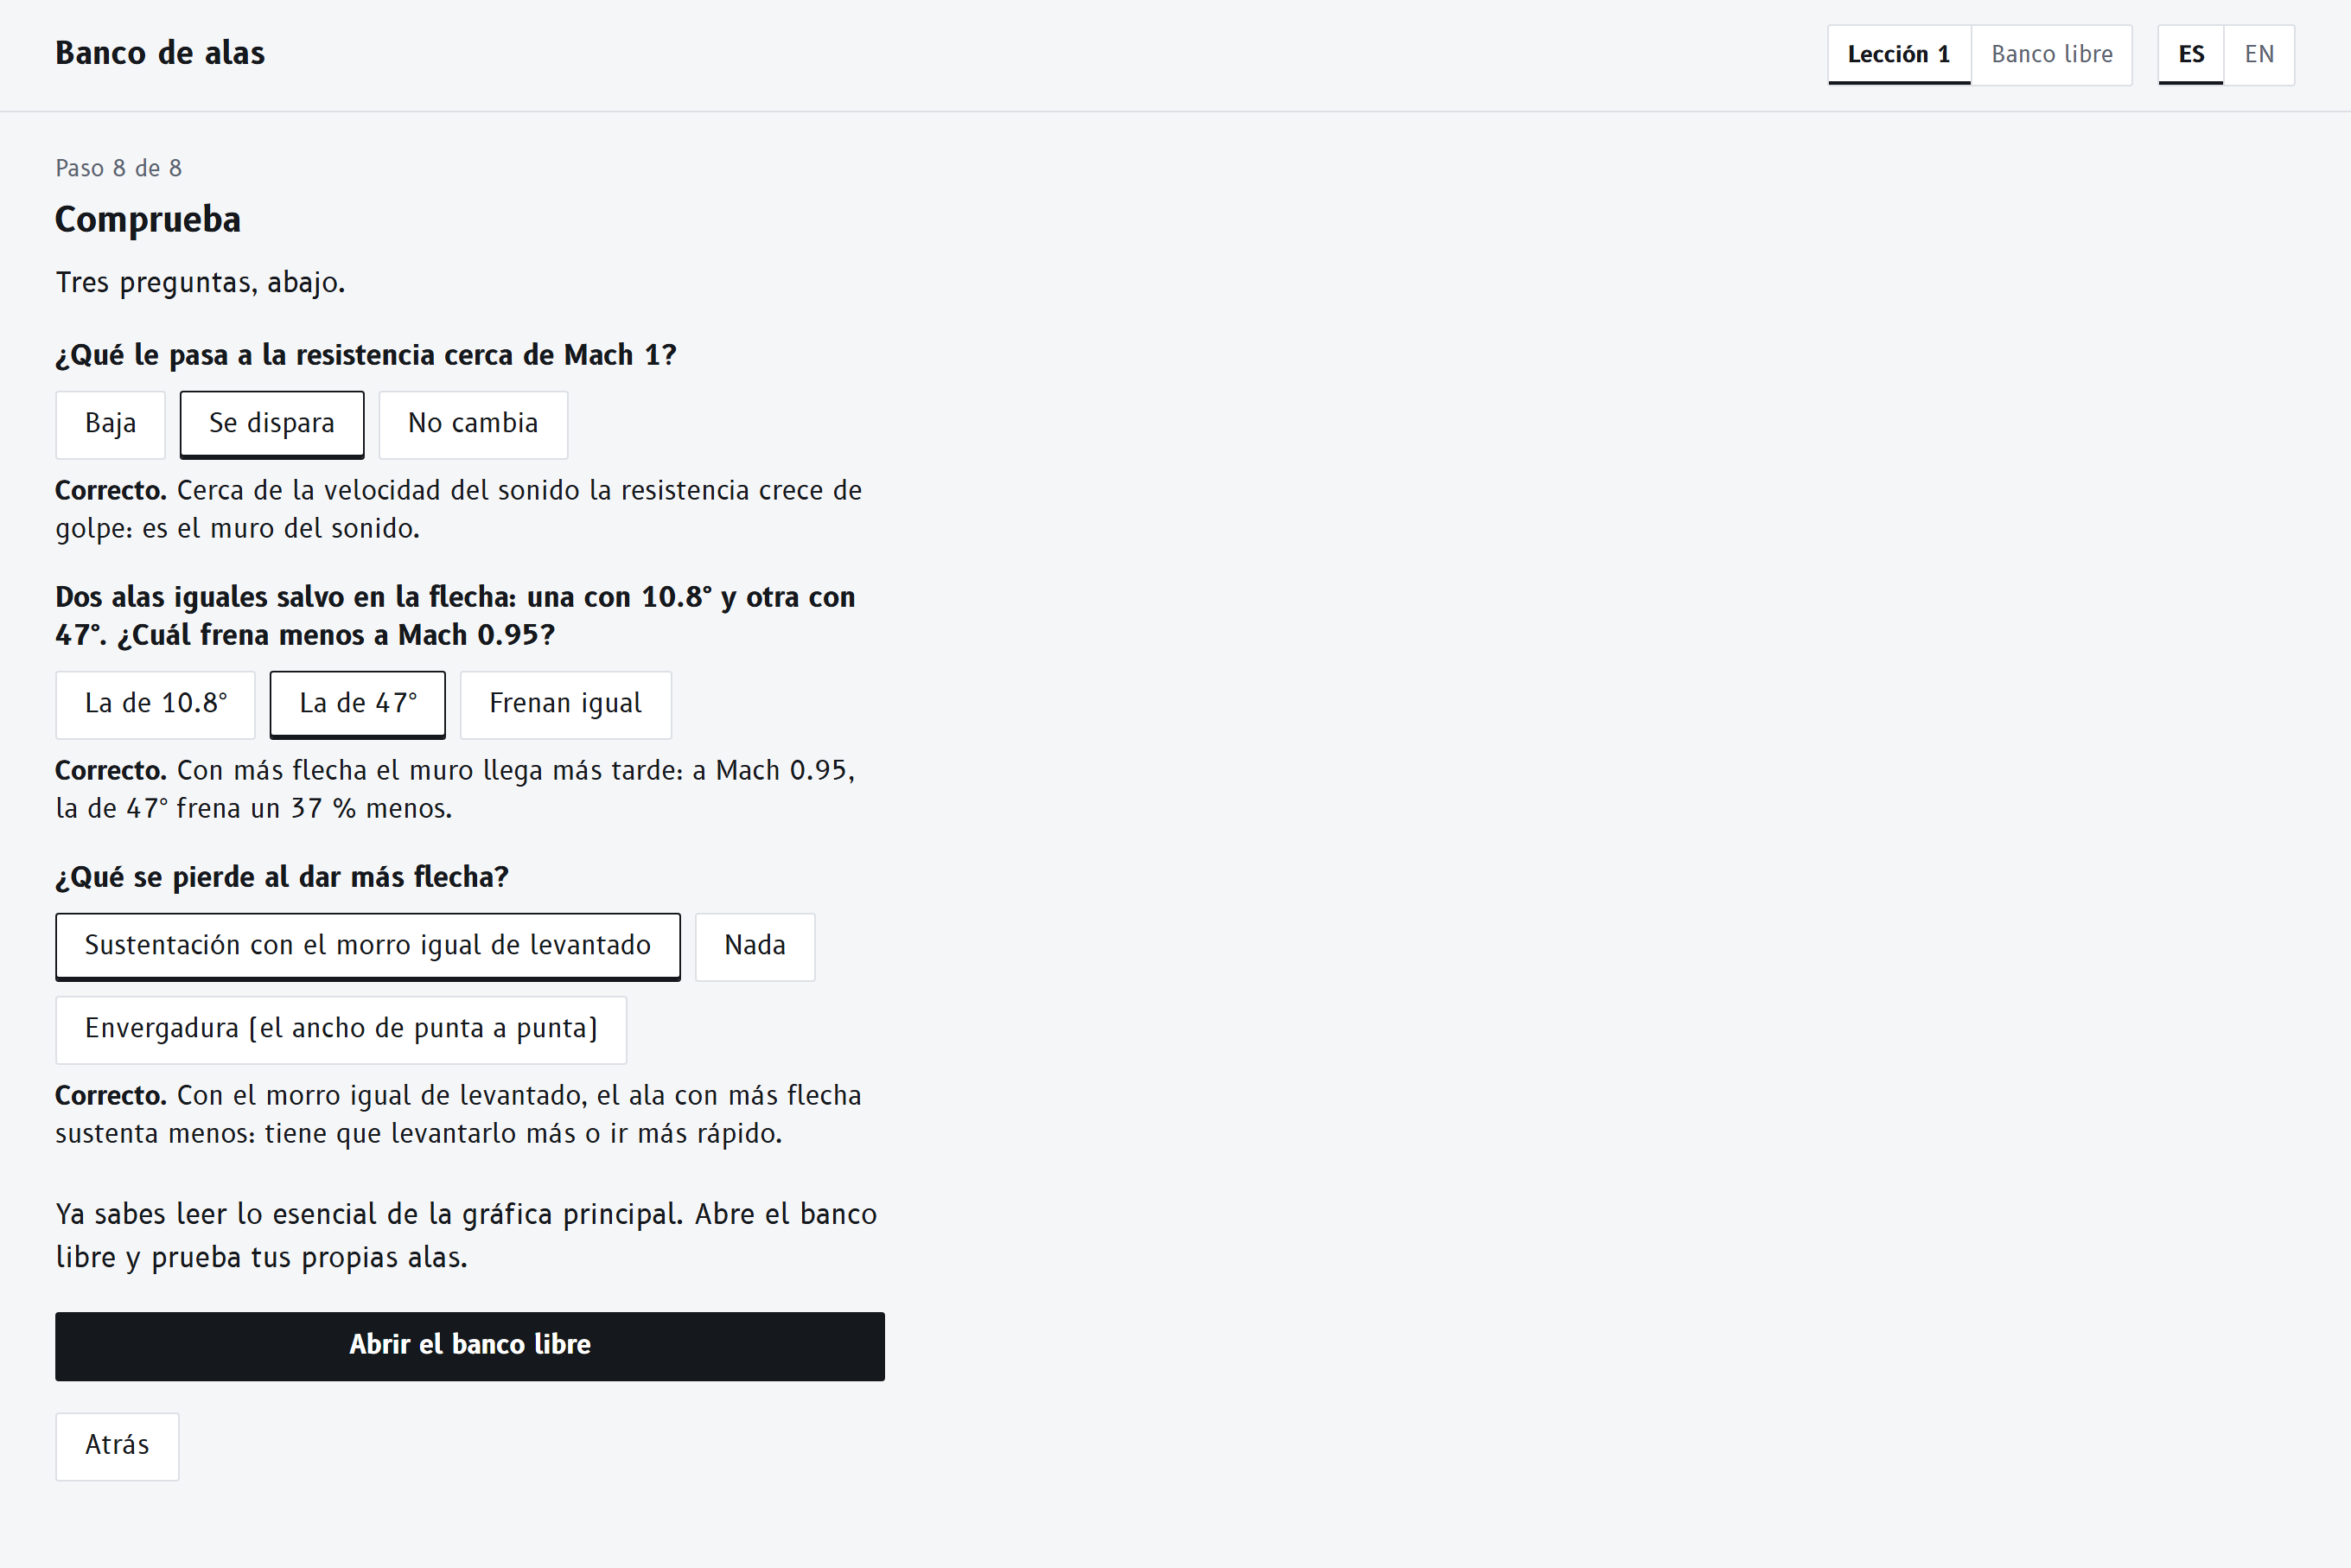 Banco de alas
Lección 1
Banco libre
ES
EN
Paso 8 de 8
Comprueba
Tres preguntas, abajo.
¿Qué le pasa a la resistencia cerca de Mach 1?
Baja
Se dispara
No cambia
Correcto. Cerca de la velocidad del sonido la resistencia crece de
golpe: es el muro del sonido.
Dos alas iguales salvo en la flecha: una con 10.8° y otra con
47°. ¿Cuál frena menos a Mach 0.95?
La de 10.8°
La de 47°
Frenan igual
Correcto. Con más flecha el muro llega más tarde: a Mach 0.95,
la de 47° frena un 37 % menos.
¿Qué se pierde al dar más flecha?
Sustentación con el morro igual de levantado
Nada
Envergadura (el ancho de punta a punta)
Correcto. Con el morro igual de levantado, el ala con más flecha
sustenta menos: tiene que levantarlo más o ir más rápido.
Ya sabes leer lo esencial de la gráfica principal. Abre el banco
libre y prueba tus propias alas.
Abrir el banco libre
Atrás